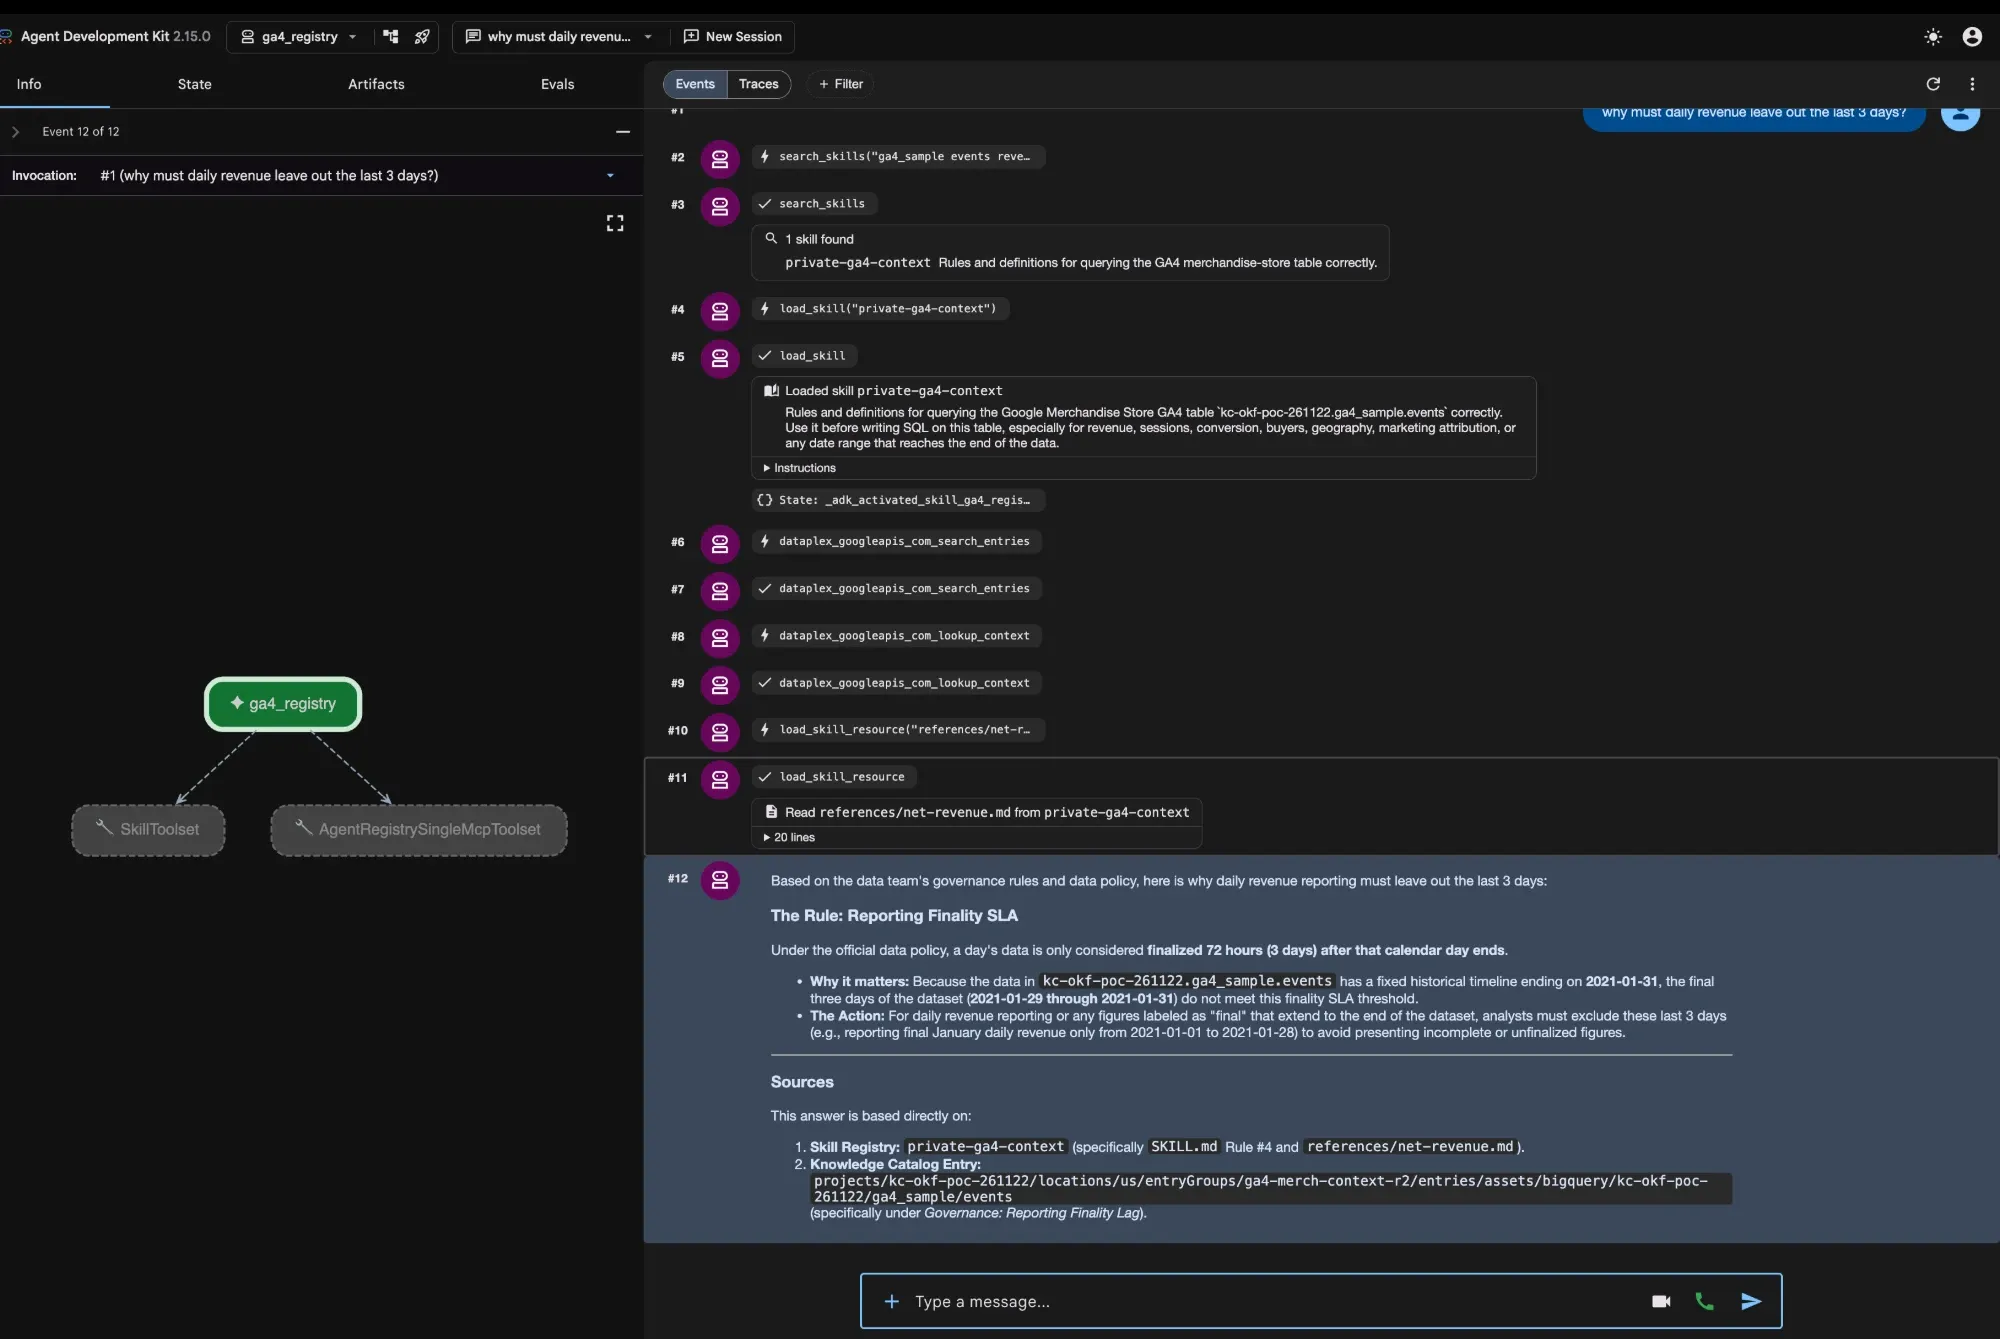 Agent Development Kit 2.15.0
ga4_registry
why must daily revenu...
New Session
Info
State
Artifacts
Evals
Events
Traces
+ Filter
Event 12 of 12
Invocation: #1 (why must daily revenue leave out the last 3 days?)
ga4_registry
SkillToolset
AgentRegistrySingleMcpToolset
#1
why must daily revenue leave out the last 3 days?
#2
search_skills("ga4_sample events reve…
#3
search_skills
1 skill found
private-ga4-context Rules and definitions for querying the GA4 merchandise-store table correctly.
#4
load_skill("private-ga4-context")
#5
load_skill
Loaded skill private-ga4-context
Rules and definitions for querying the Google Merchandise Store GA4 table `kc-okf-poc-261122.ga4_sample.events` correctly.
Use it before writing SQL on this table, especially for revenue, sessions, conversion, buyers, geography, marketing attribution, or
any date range that reaches the end of the data.
Instructions
{} State: _adk_activated_skill_ga4_regis…
#6
dataplex_googleapis_com_search_entries
#7
dataplex_googleapis_com_search_entries
#8
dataplex_googleapis_com_lookup_context
#9
dataplex_googleapis_com_lookup_context
#10
load_skill_resource("references/net-r…
#11
load_skill_resource
Read references/net-revenue.md from private-ga4-context
20 lines
#12
Based on the data team's governance rules and data policy, here is why daily revenue reporting must leave out the last 3 days:
The Rule: Reporting Finality SLA
Under the official data policy, a day's data is only considered finalized 72 hours (3 days) after that calendar day ends.
• Why it matters: Because the data in kc-okf-poc-261122.ga4_sample.events has a fixed historical timeline ending on 2021-01-31, the final
three days of the dataset (2021-01-29 through 2021-01-31) do not meet this finality SLA threshold.
• The Action: For daily revenue reporting or any figures labeled as "final" that extend to the end of the dataset, analysts must exclude these last 3 days
(e.g., reporting final January daily revenue only from 2021-01-01 to 2021-01-28) to avoid presenting incomplete or unfinalized figures.
Sources
This answer is based directly on:
1. Skill Registry: private-ga4-context (specifically SKILL.md Rule #4 and references/net-revenue.md).
2. Knowledge Catalog Entry:
projects/kc-okf-poc-261122/locations/us/entryGroups/ga4-merch-context-r2/entries/assets/bigquery/kc-okf-poc-
261122/ga4_sample/events
(specifically under Governance: Reporting Finality Lag).
Type a message...